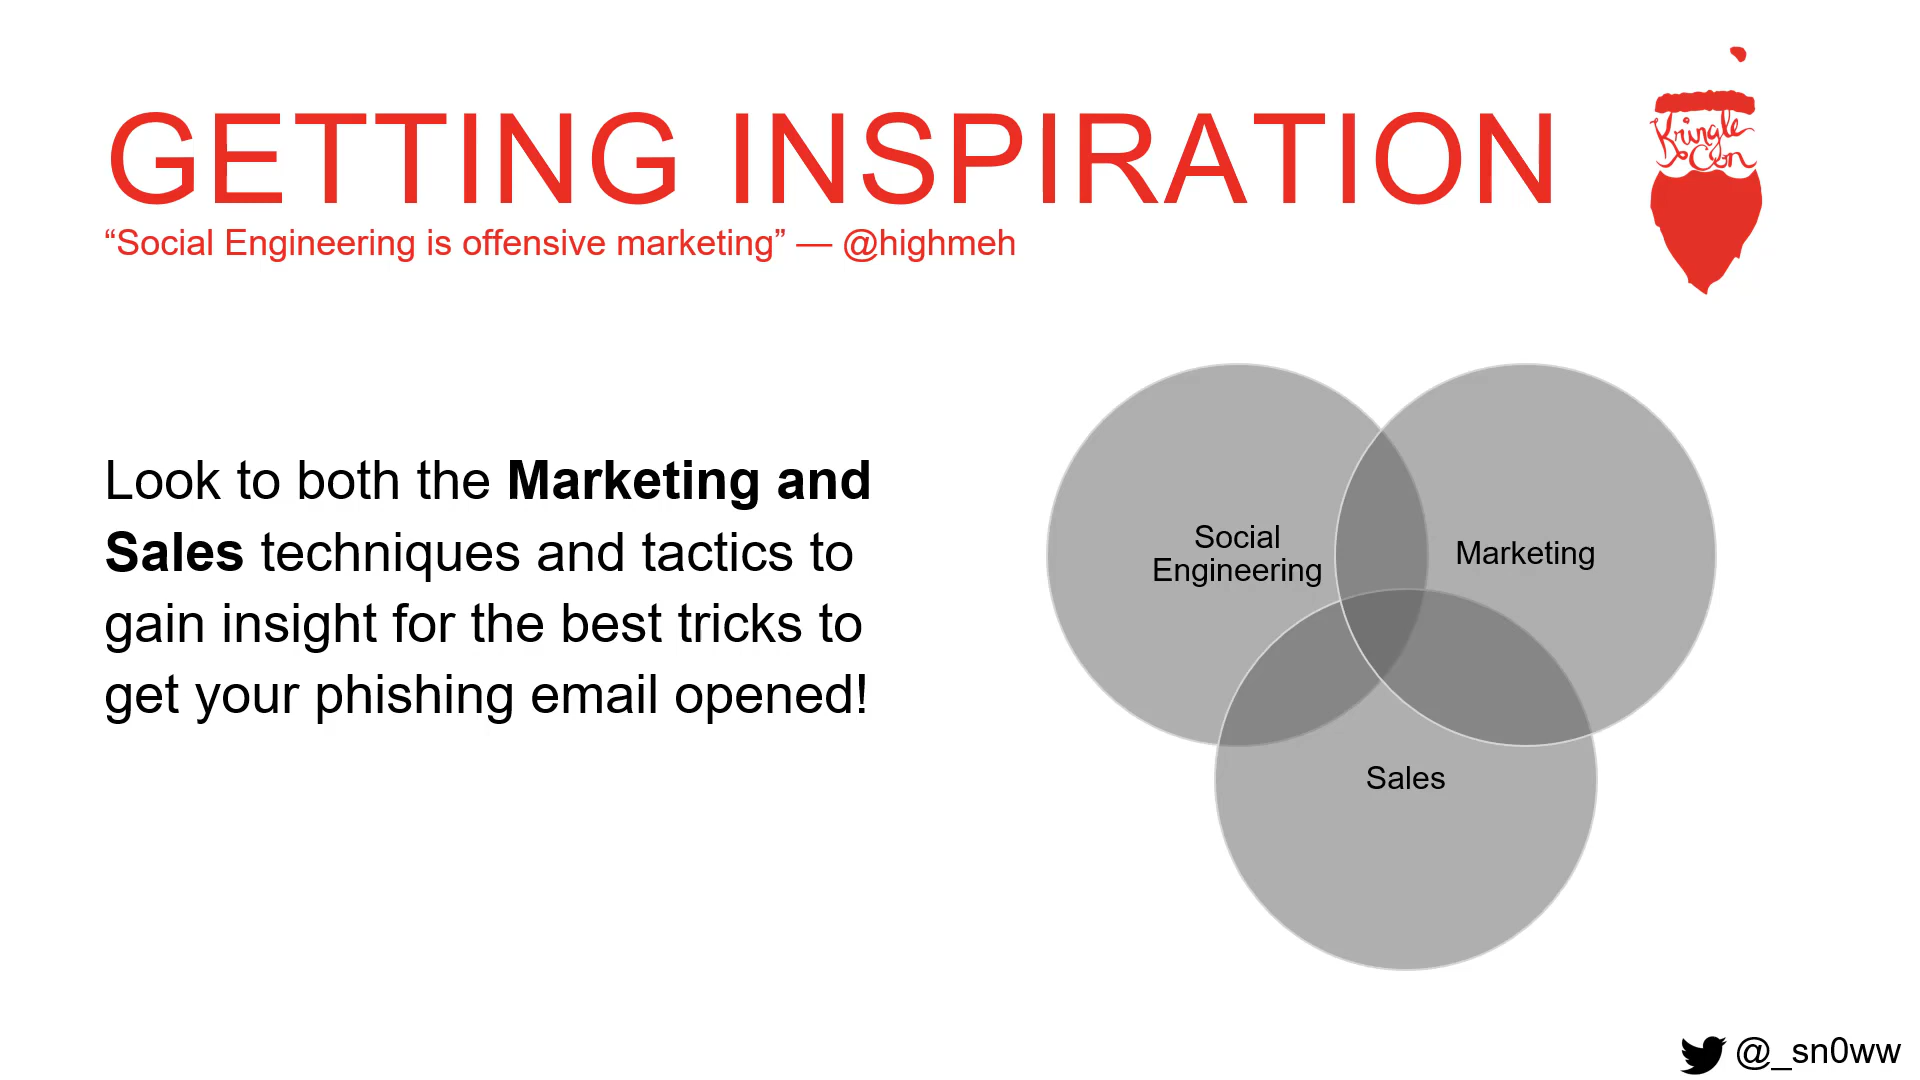 GETTING INSPIRATION
“Social Engineering is offensive marketing” — @highmeh
Kringle
Con
Look to both the Marketing and
Sales techniques and tactics to
gain insight for the best tricks to
get your phishing email opened!
Social
Engineering
Marketing
Sales
@_sn0ww